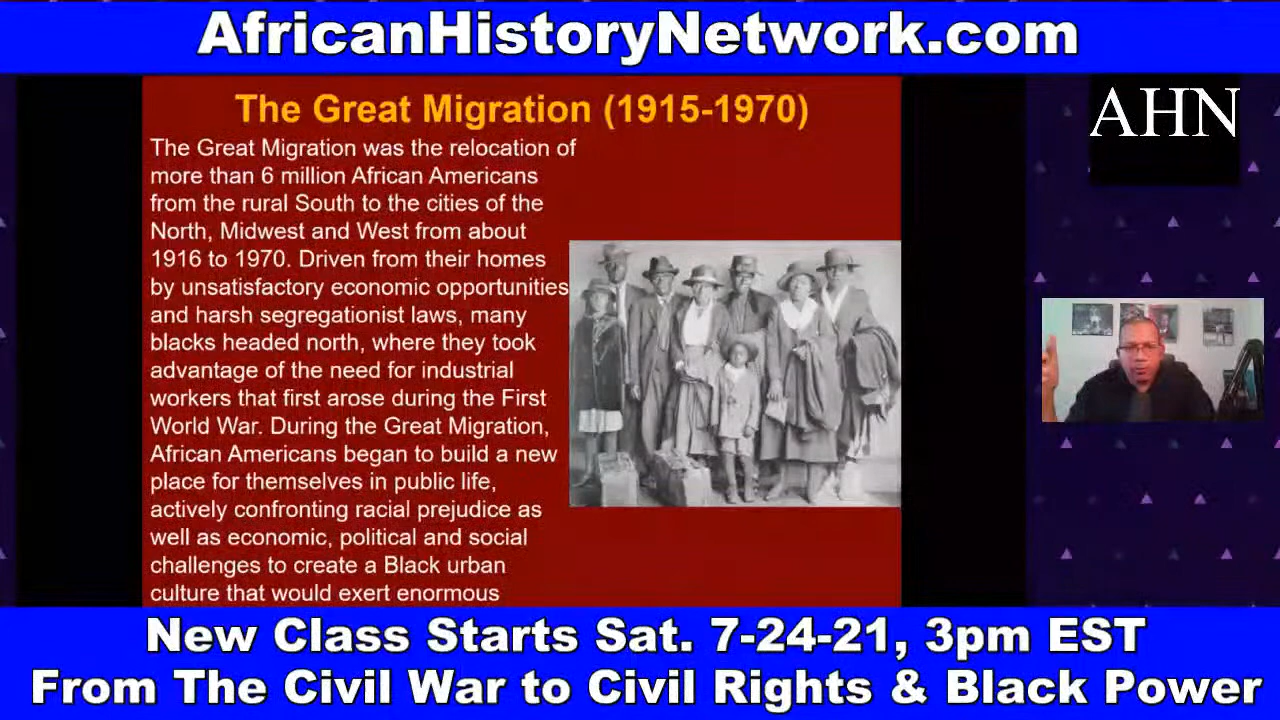 AfricanHistoryNetwork.com
AHN
The Great Migration (1915-1970)
The Great Migration was the relocation of
more than 6 million African Americans
from the rural South to the cities of the
North, Midwest and West from about
1916 to 1970. Driven from their homes
by unsatisfactory economic opportunities
and harsh segregationist laws, many
blacks headed north, where they took
advantage of the need for industrial
workers that first arose during the First
World War. During the Great Migration,
African Americans began to build a new
place for themselves in public life,
actively confronting racial prejudice as
well as economic, political and social
challenges to create a Black urban
culture that would exert enormous
New Class Starts Sat. 7-24-21, 3pm EST
From The Civil War to Civil Rights & Black Power